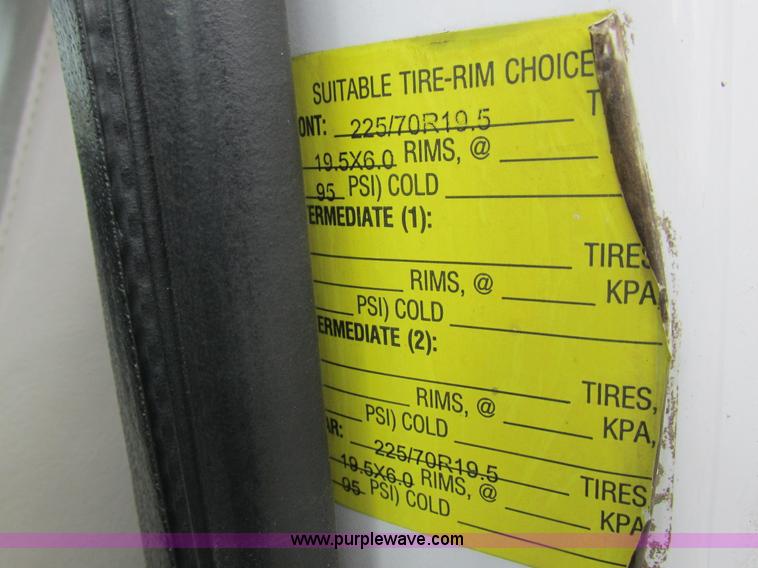 SUITABLE TIRE-RIM CHOICE
ONT: 225/70R19.5 T
19.5X6.0 RIMS, @
95 PSI) COLD
ERMEDIATE (1):
TIRES
RIMS, @ KPA
PSI) COLD
ERMEDIATE (2):
TIRES,
RIMS, @ KPA,
PSI) COLD
AR: 225/70R19.5 TIRES
19.5X6.0 RIMS, @ KPA
95 PSI) COLD
www.purplewave.com